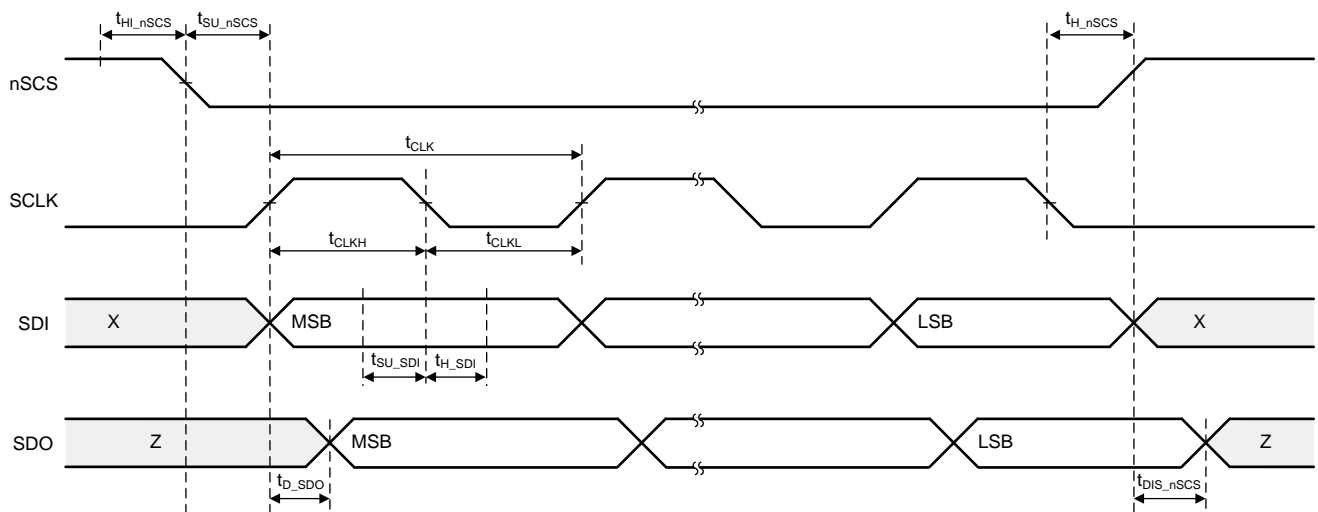 tHI_nSCS tSU_nSCS tH_nSCS
nSCS
tCLK
SCLK
tCLKH tCLKL
SDI X MSB LSB X
tSU_SDI tH_SDI
SDO Z MSB LSB Z
tD_SDO tDIS_nSCS